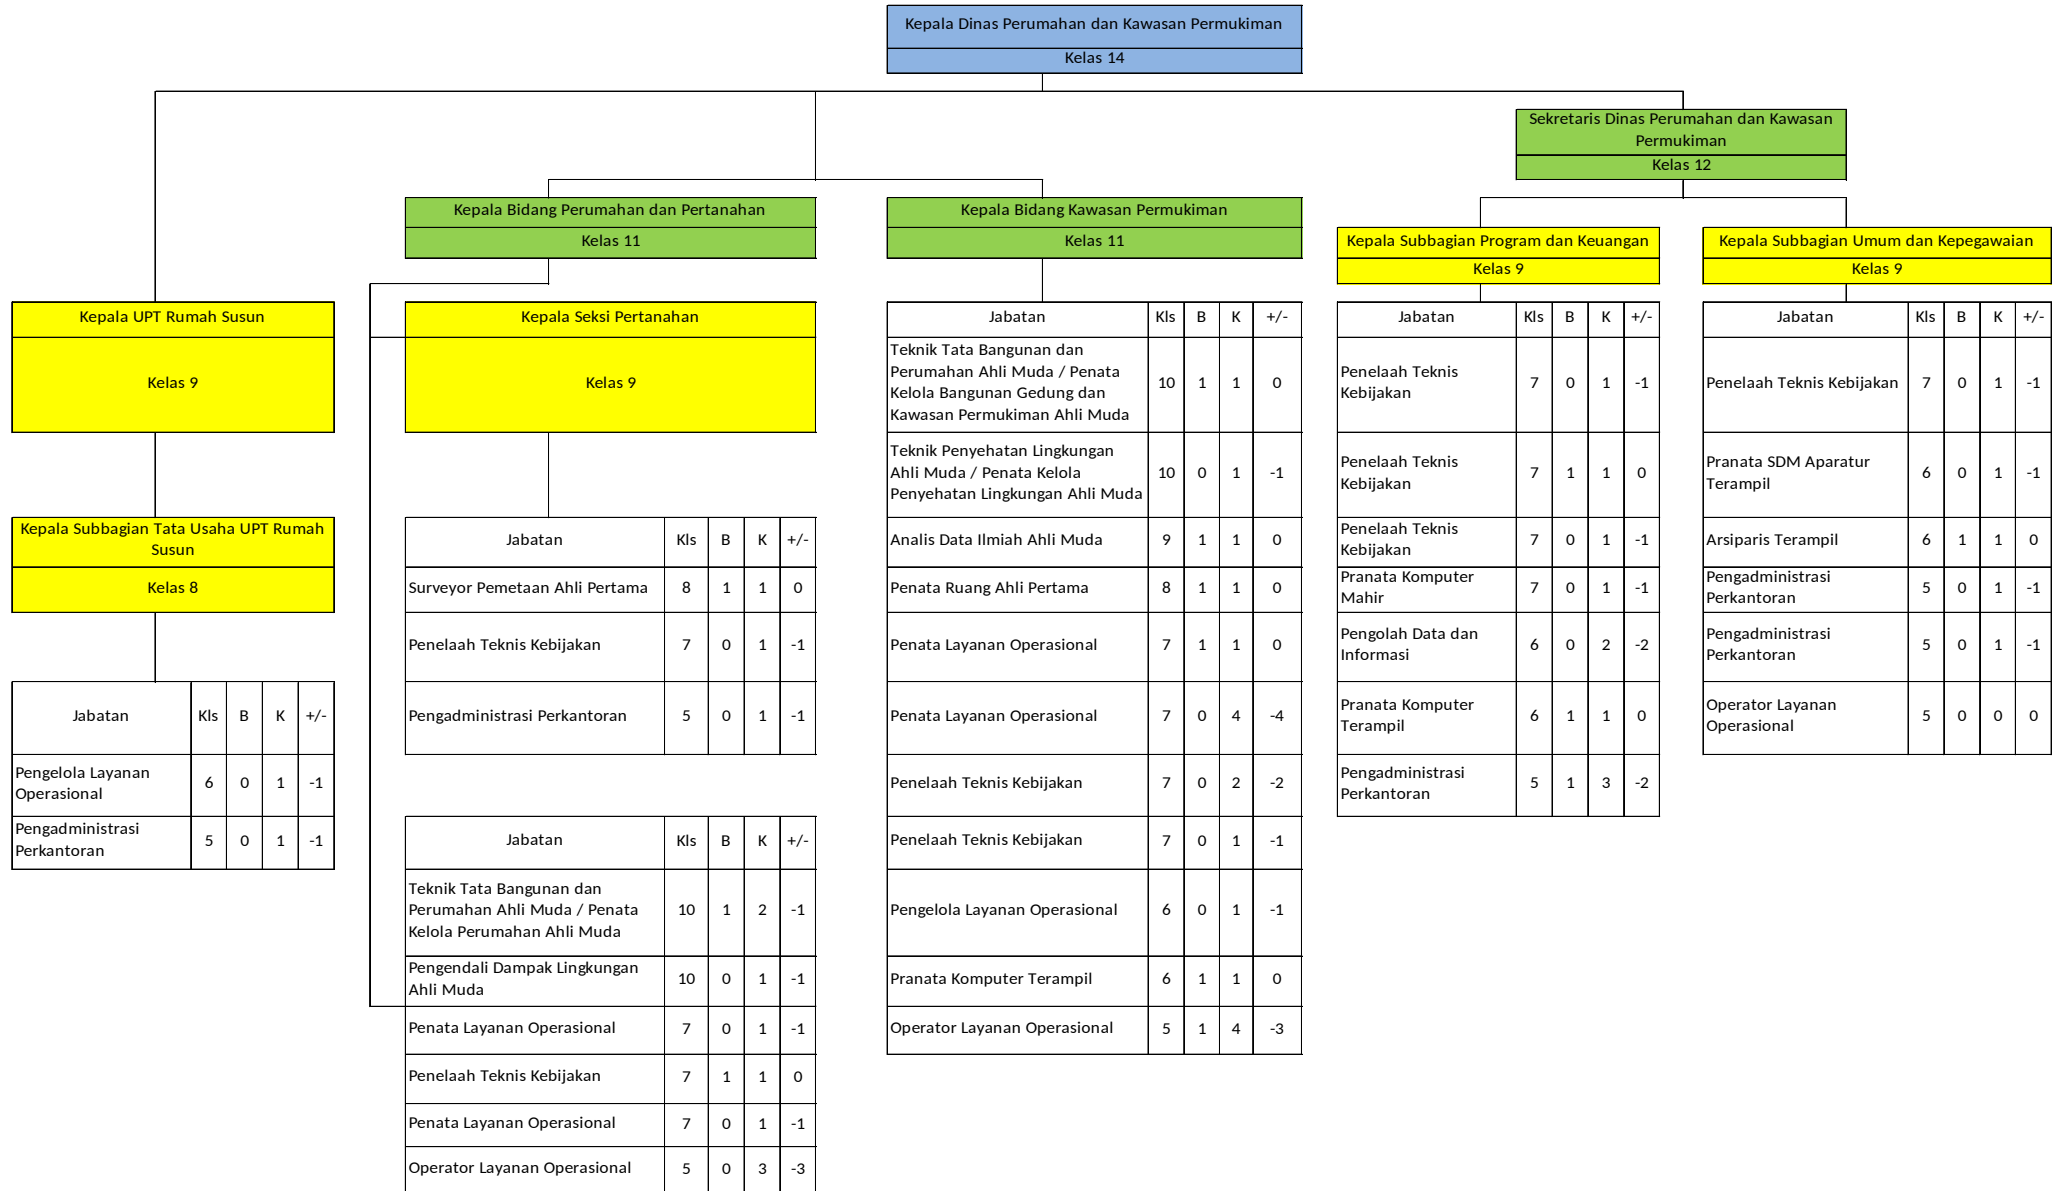 Kepala Dinas Perumahan dan Kawasan Permukiman
Kelas 14
Sekretaris Dinas Perumahan dan Kawasan
Permukiman
Kelas 12
Kepala Bidang Perumahan dan Pertanahan
Kelas 11
Kepala Bidang Kawasan Permukiman
Kelas 11
Kepala Subbagian Program dan Keuangan
Kelas 9
Kepala Subbagian Umum dan Kepegawaian
Kelas 9
Kepala UPT Rumah Susun
Kelas 9
Kepala Subbagian Tata Usaha UPT Rumah
Susun
Kelas 8
Jabatan Kls B K +/-
Pengelola Layanan
Operasional 6 0 1 -1
Pengadministrasi
Perkantoran 5 0 1 -1
Kepala Seksi Pertanahan
Kelas 9
Jabatan Kls B K +/-
Surveyor Pemetaan Ahli Pertama 8 1 1 0
Penelaah Teknis Kebijakan 7 0 1 -1
Pengadministrasi Perkantoran 5 0 1 -1
Jabatan Kls B K +/-
Teknik Tata Bangunan dan
Perumahan Ahli Muda / Penata 10 1 2 -1
Kelola Perumahan Ahli Muda
Pengendali Dampak Lingkungan
Ahli Muda 10 0 1 -1
Penata Layanan Operasional 7 0 1 -1
Penelaah Teknis Kebijakan 7 1 1 0
Penata Layanan Operasional 7 0 1 -1
Operator Layanan Operasional 5 0 3 -3
Jabatan Kls B K +/-
Teknik Tata Bangunan dan
Perumahan Ahli Muda / Penata
Kelola Bangunan Gedung dan
Kawasan Permukiman Ahli Muda 10 1 1 0
Teknik Penyehatan Lingkungan
Ahli Muda / Penata Kelola 10 0 1 -1
Penyehatan Lingkungan Ahli Muda
Analis Data Ilmiah Ahli Muda 9 1 1 0
Penata Ruang Ahli Pertama 8 1 1 0
Penata Layanan Operasional 7 1 1 0
Penata Layanan Operasional 7 0 4 -4
Penelaah Teknis Kebijakan 7 0 2 -2
Penelaah Teknis Kebijakan 7 0 1 -1
Pengelola Layanan Operasional 6 0 1 -1
Pranata Komputer Terampil 6 1 1 0
Operator Layanan Operasional 5 1 4 -3
Jabatan Kls B K +/-
Penelaah Teknis
Kebijakan 7 0 1 -1
Penelaah Teknis
Kebijakan 7 1 1 0
Penelaah Teknis
Kebijakan 7 0 1 -1
Pranata Komputer
Mahir 7 0 1 -1
Pengolah Data dan
Informasi 6 0 2 -2
Pranata Komputer
Terampil 6 1 1 0
Pengadministrasi
Perkantoran 5 1 3 -2
Jabatan Kls B K +/-
Penelaah Teknis Kebijakan 7 0 1 -1
Pranata SDM Aparatur
Terampil 6 0 1 -1
Arsiparis Terampil 6 1 1 0
Pengadministrasi
Perkantoran 5 0 1 -1
Pengadministrasi
Perkantoran 5 0 1 -1
Operator Layanan
Operasional 5 0 0 0